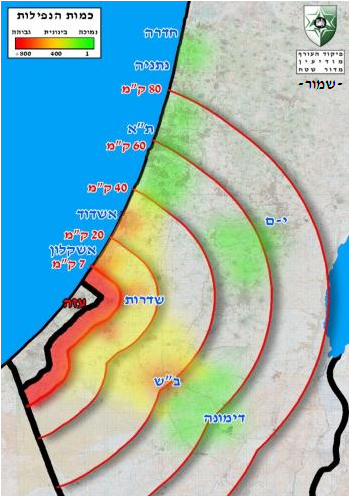 כמות הנפילות
נמוכה בינונית גבוהה
1 800+
פיקוד העורף
מודיעין
מדור שטח
-שמור-
חדרה
נתניה
80 ק"מ
ת"א
60 ק"מ
40 ק"מ
אשדוד
20 ק"מ
אשקלון
7 ק"מ
י-ם
עזה
שדרות
ב"ש
דימונה